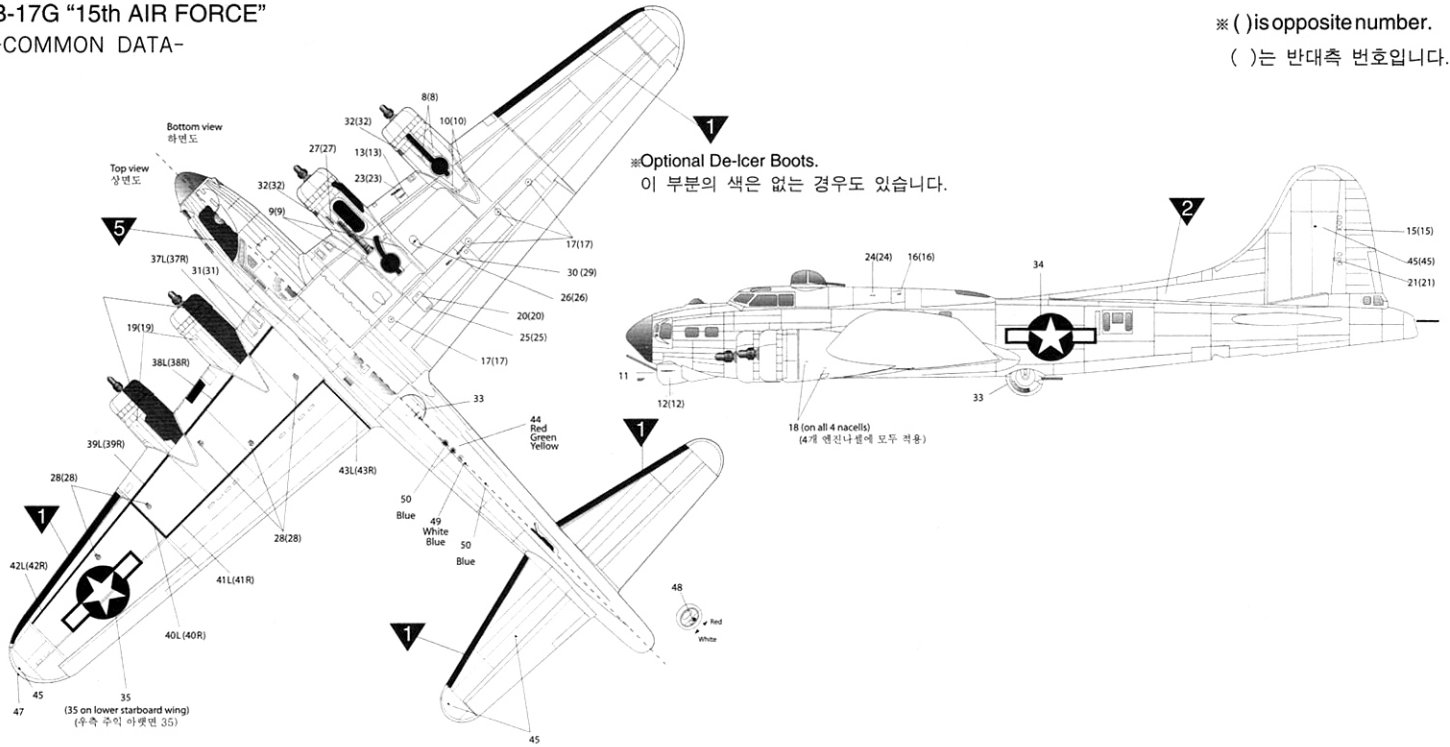 B-17G “15th AIR FORCE”
-COMMON DATA-
※ ( ) is opposite number.
( )는 반대측 번호입니다.
Bottom view
하면도
Top view
상면도
8(8)
32(32)
10(10)
13(13)
27(27)
23(23)
32(32)
9(9)
1
※Optional De-Icer Boots.
이 부분의 색은 없는 경우도 있습니다.
5
37L(37R)
31(31)
17(17)
30 (29)
26(26)
20(20)
25(25)
17(17)
19(19)
38L(38R)
39L(39R)
28(28)
1
42L(42R)
28(28)
41L(41R)
40L(40R)
43L(43R)
33
44
Red
Green
Yellow
50
Blue
49
White
Blue
50
Blue
1
1
48
Red
White
45
47
35
(35 on lower starboard wing)
(우측 주익 아랫면 35)
45
2
24(24)
16(16)
34
15(15)
45(45)
21(21)
11
12(12)
33
18 (on all 4 nacells)
(4개 엔진나셀에 모두 적용)